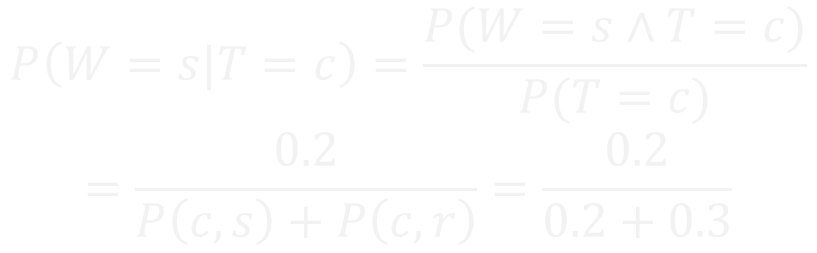 P(W = s|T = c) = P(W = s ∧ T = c) / P(T = c)
= 0.2 / P(c, s) + P(c, r) = 0.2 / 0.2 + 0.3